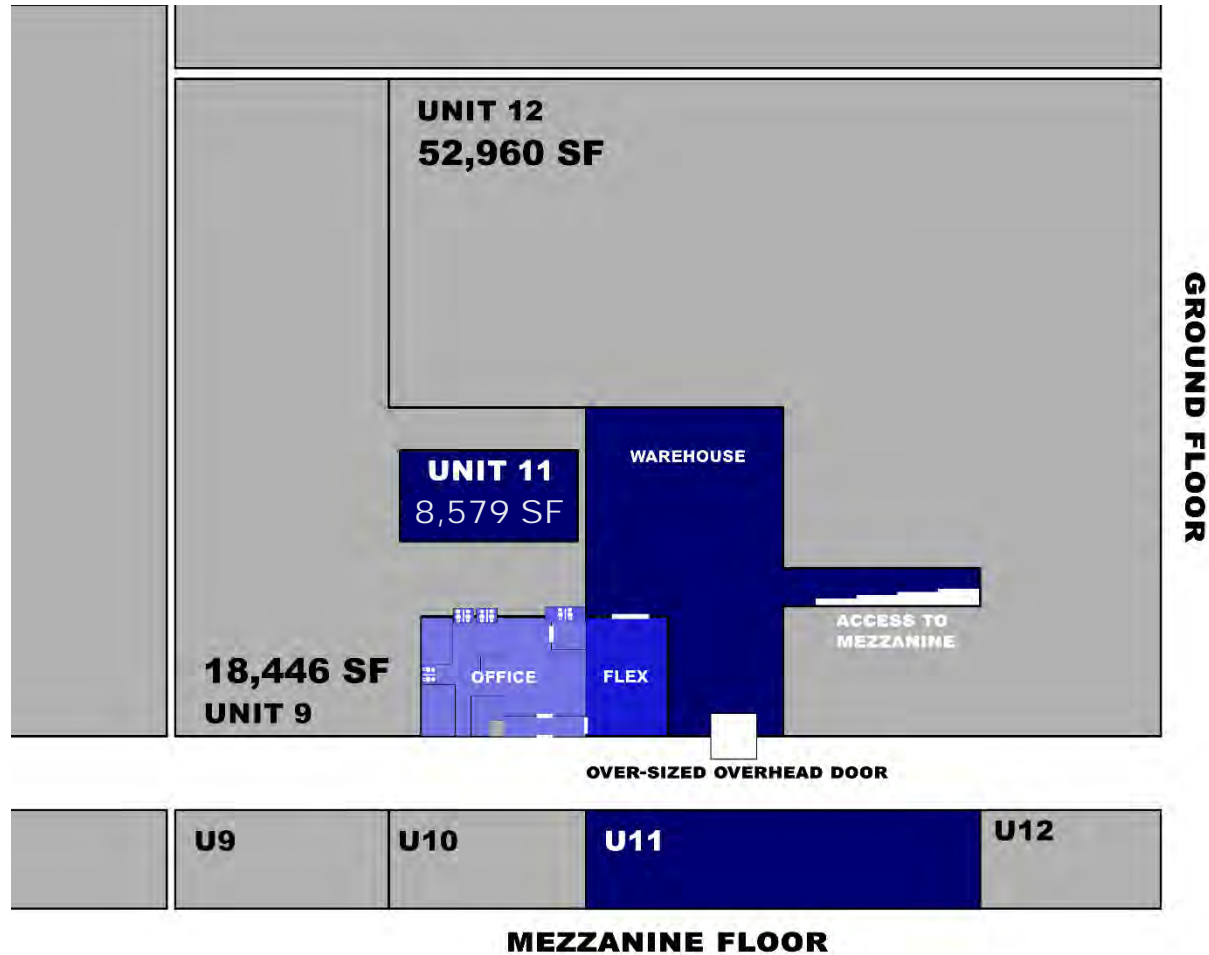 UNIT 12
52,960 SF
GROUND FLOOR
WAREHOUSE
UNIT 11
8,579 SF
ACCESS TO
MEZZANINE
18,446 SF
UNIT 9
OFFICE
FLEX
OVER-SIZED OVERHEAD DOOR
U9
U10
U11
U12
MEZZANINE FLOOR